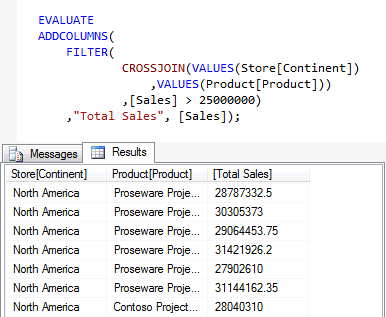 EVALUATE
ADDCOLUMNS(
FILTER(
CROSSJOIN(VALUES(Store[Continent])
,VALUES(Product[Product]))
,[Sales] > 25000000)
,"Total Sales", [Sales]);
Messages Results
Store[Continent] Product[Product] [Total Sales]
North America Proseware Proje... 28787332.5
North America Proseware Proje... 30305373
North America Proseware Proje... 29064453.75
North America Proseware Proje... 31421926.2
North America Proseware Proje... 27902610
North America Proseware Proje... 31144162.35
North America Contoso Project... 28040310